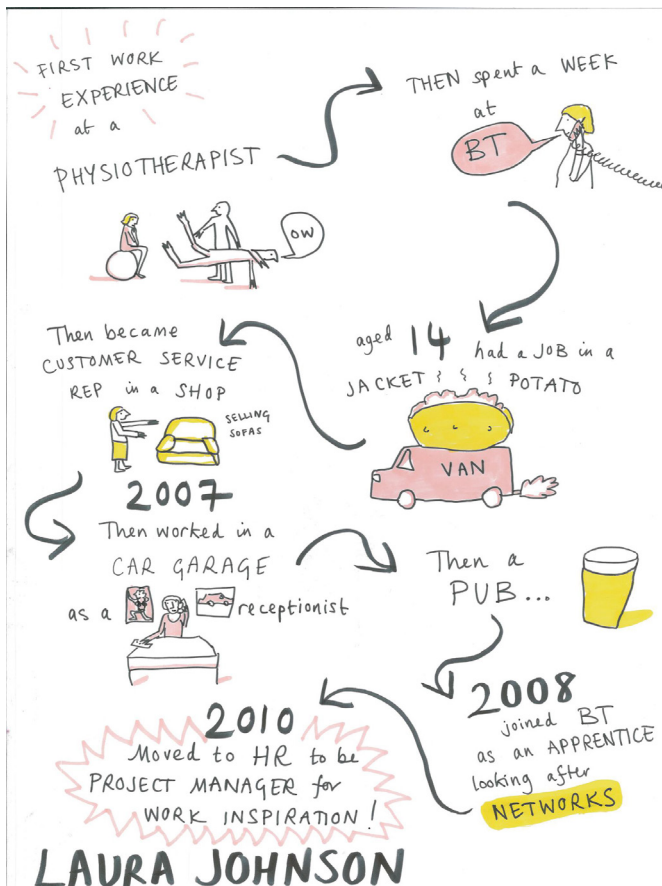 FIRST WORK
EXPERIENCE
at a
PHYSIOTHERAPIST
OW
THEN spent a WEEK
at
BT
aged 14 had a JOB in a
JACKET POTATO
VAN
Then became
CUSTOMER SERVICE
REP in a SHOP
SELLING
SOFAS
2007
Then worked in a
CAR GARAGE
as a receptionist
Then a
PUB...
2008
joined BT
as an APPRENTICE
looking after
NETWORKS
2010
Moved to HR to be
PROJECT MANAGER for
WORK INSPIRATION!
LAURA JOHNSON